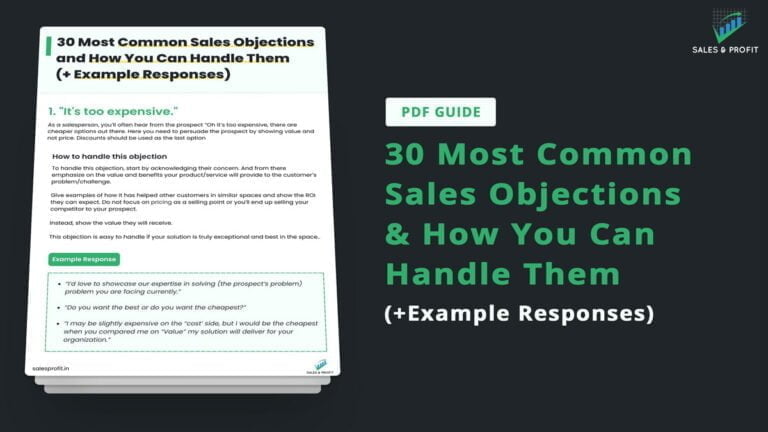 30 Most Common Sales Objections
and How You Can Handle Them
(+ Example Responses)
1. "It's too expensive."
As a salesperson, you'll often hear from the prospect "Oh it's too expensive, there are
cheaper options out there. Here you need to persuade the prospect by showing value and
not price. Discounts should be used as the last option
How to handle this objection
To handle this objection, start by acknowledging their concern. And from there
emphasize on the value and benefits your product/service will provide to the customer's
problem/challenge.
Give examples of how it has helped other customers in similar spaces and show the ROI
they can expect. Do not focus on pricing as a selling point or you'll end up selling your
competitor to your prospect.
Instead, show the value they will receive.
This objection is easy to handle if your solution is truly exceptional and best in the space.
Example Response
• "I'd love to showcase our expertise in solving (the prospect's problem)
problem you are facing currently."
• "Do you want the best or do you want the cheapest?"
• "I may be slightly expensive on the "cost' side, but I would be the cheapest
when you compared me on "Value" my solution will deliver for your
organization."
salesprofit.in
SALES & PROFIT
SALES & PROFIT
PDF GUIDE
30 Most Common
Sales Objections
& How You Can
Handle Them
(+Example Responses)